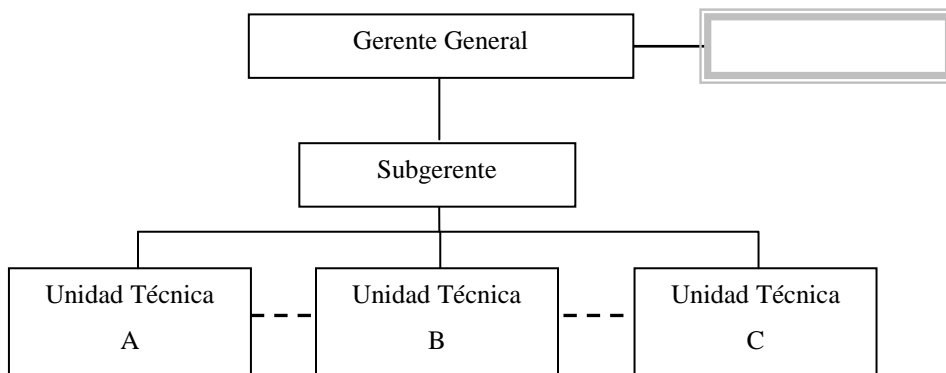 Gerente General
Subgerente
Unidad Técnica
A
Unidad Técnica
B
Unidad Técnica
C